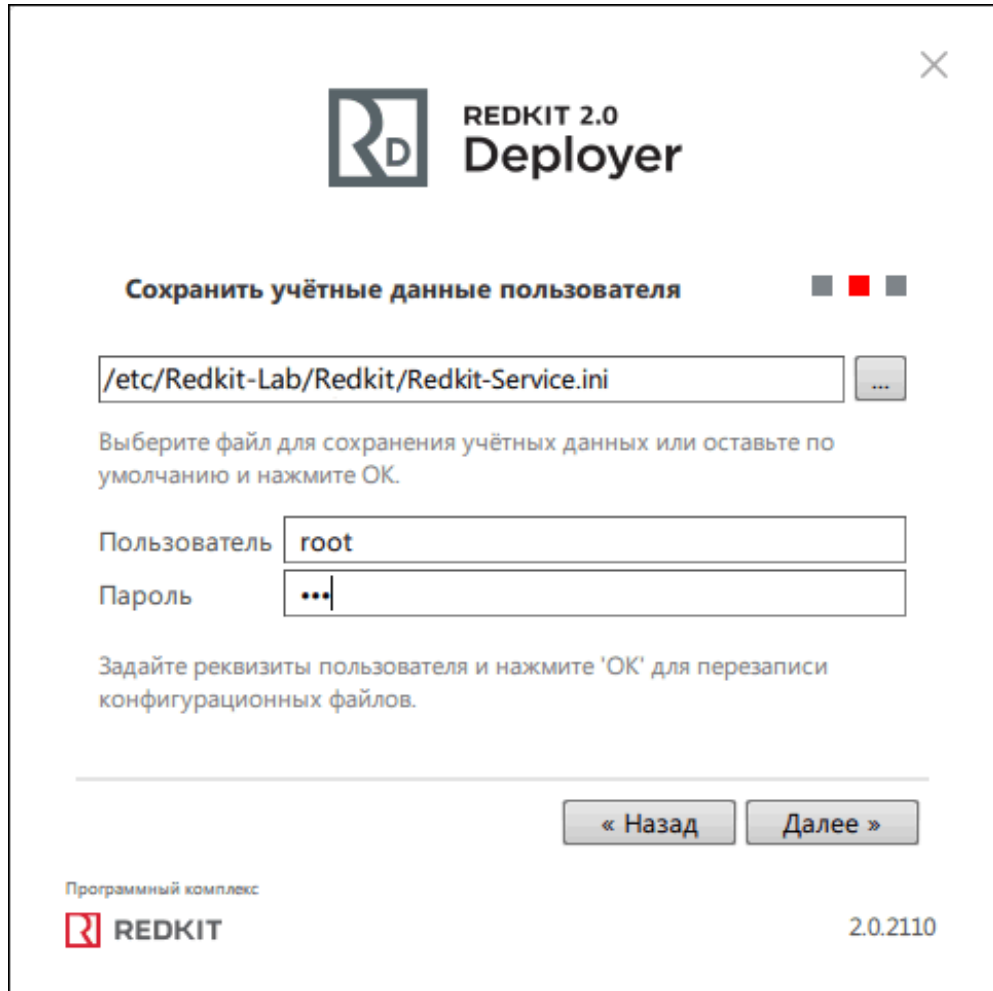 REDKIT 2.0
Deployer
Сохранить учётные данные пользователя
/etc/Redkit-Lab/Redkit/Redkit-Service.ini
...
Выберите файл для сохранения учётных данных или оставьте по
умолчанию и нажмите ОК.
Пользователь root
Пароль •••
Задайте реквизиты пользователя и нажмите 'ОК' для перезаписи
конфигурационных файлов.
« Назад Далее »
Программный комплекс
REDKIT
2.0.2110